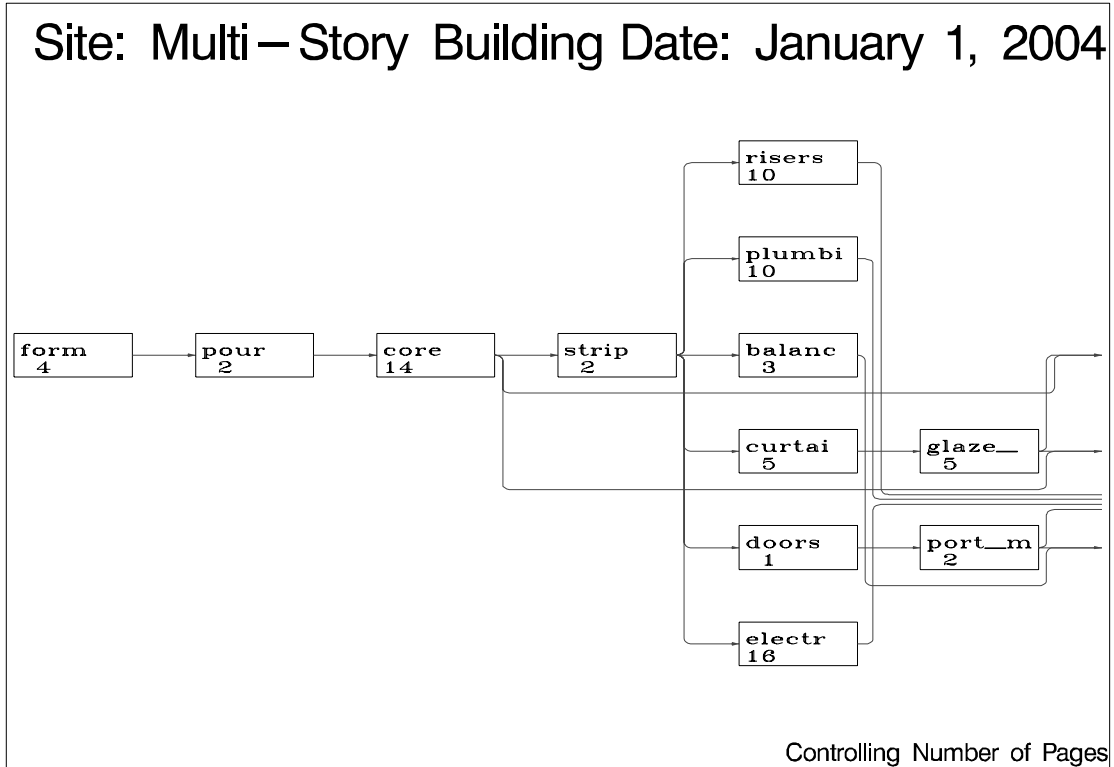 Site: Multi – Story Building Date: January 1, 2004
risers
10
plumbi
10
form
4
pour
2
core
14
strip
2
balanc
3
curtai
5
glaze_
5
doors
1
port_m
2
electr
16
Controlling Number of Pages